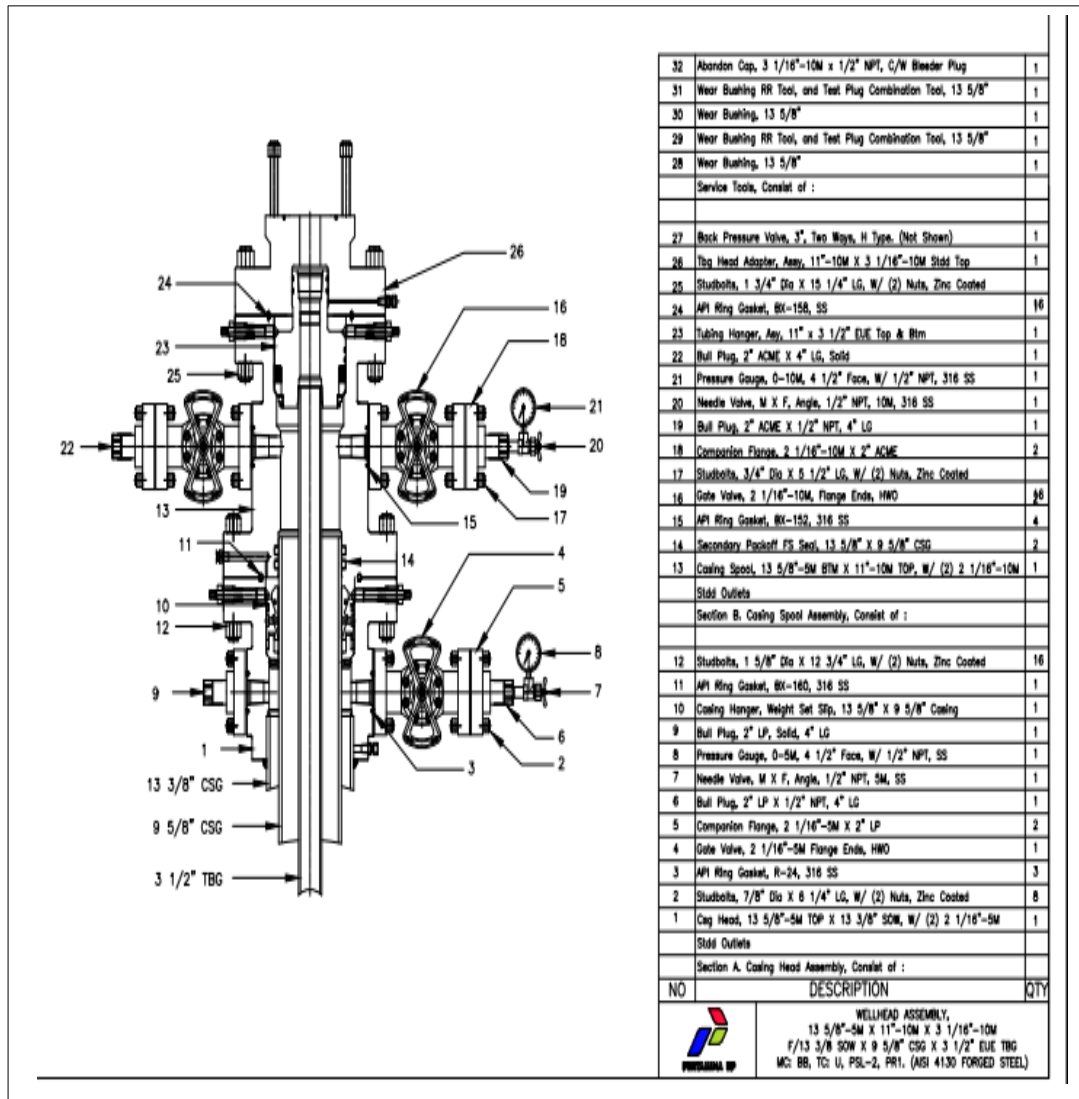 32 Abandon Cap, 3 1/16"-10M x 1/2" NPT, C/W Bleeder Plug 1
31 Wear Bushing RR Tool, and Test Plug Combination Tool, 13 5/8" 1
30 Wear Bushing, 13 5/8" 1
29 Wear Bushing RR Tool, and Test Plug Combination Tool, 13 5/8" 1
28 Wear Bushing, 13 5/8" 1
Service Tools, Consist of :
27 Back Pressure Valve, 3", Two Ways, H Type. (Not Shown) 1
26 Tbg Head Adapter, Assy, 11"-10M X 3 1/16"-10M Stdd Top 1
25 Studbolts, 1 3/4" Dia X 15 1/4" LG, W/ (2) Nuts, Zinc Coated
24 API Ring Gasket, BX-158, SS 16
23 Tubing Hanger, Asy, 11" x 3 1/2" EUE Top & Btm 1
22 Bull Plug, 2" ACME X 4" LG, Solid 1
21 Pressure Gauge, 0-10M, 4 1/2" Face, W/ 1/2" NPT, 316 SS 1
20 Needle Valve, M X F, Angle, 1/2" NPT, 10M, 316 SS 1
19 Bull Plug, 2" ACME X 1/2" NPT, 4" LG 1
18 Companion Flange, 2 1/16"-10M X 2" ACME 2
17 Studbolts, 3/4" Dia X 5 1/2" LG, W/ (2) Nuts, Zinc Coated
16 Gate Valve, 2 1/16"-10M, Flange Ends, HWO
15 API Ring Gasket, BX-152, 316 SS 4
14 Secondary Packoff FS Seal, 13 5/8" X 9 5/8" CSG 2
13 Casing Spool, 13 5/8"-5M BTM X 11"-10M TOP, W/ (2) 2 1/16"-10M 1
Stdd Outlets
Section B. Casing Spool Assembly, Consist of :
12 Studbolts, 1 5/8" Dia X 12 3/4" LG, W/ (2) Nuts, Zinc Coated 16
11 API Ring Gasket, BX-160, 316 SS 1
10 Casing Hanger, Weight Set Slip, 13 5/8" X 9 5/8" Casing 1
9 Bull Plug, 2" LP, Solid, 4" LG 1
8 Pressure Gauge, 0-5M, 4 1/2" Face, W/ 1/2" NPT, SS 1
7 Needle Valve, M X F, Angle, 1/2" NPT, 5M, SS 1
6 Bull Plug, 2" LP X 1/2" NPT, 4" LG 1
5 Companion Flange, 2 1/16"-5M X 2" LP 2
4 Gate Valve, 2 1/16"-5M Flange Ends, HWO 1
3 API Ring Gasket, R-24, 316 SS 3
2 Studbolts, 7/8" Dia X 6 1/4" LG, W/ (2) Nuts, Zinc Coated 8
1 Csg Head, 13 5/8"-5M TOP X 13 3/8" SOW, W/ (2) 2 1/16"-5M 1
Stdd Outlets
Section A. Casing Head Assembly, Consist of :
NO DESCRIPTION QTY
PERTAMINA EP
WELLHEAD ASSEMBLY,
13 5/8"-5M X 11"-10M X 3 1/16"-10M
F/13 3/8 SOW X 9 5/8" CSG X 3 1/2" EUE TBG
MC: BB, TC: U, PSL-2, PR1. (AISI 4130 FORGED STEEL)
26
24
16
18
23
25
21
22
20
19
13
15
17
11
14
4
5
10
12
8
9
7
6
1
3
2
13 3/8" CSG
9 5/8" CSG
3 1/2" TBG